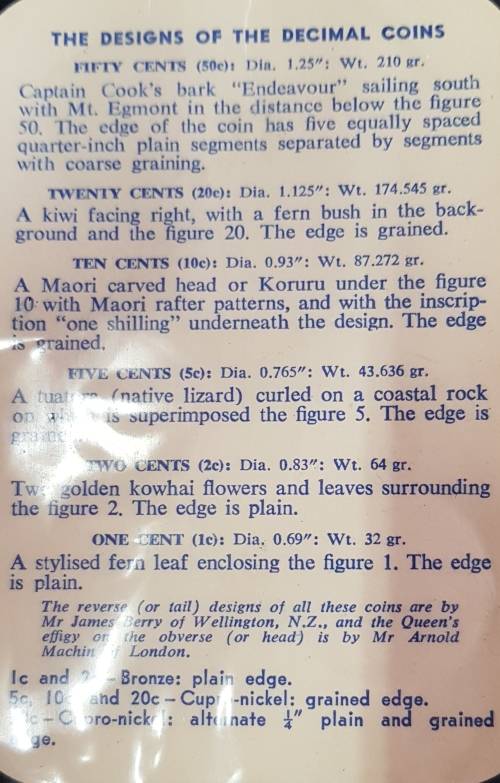 THE DESIGNS OF THE DECIMAL COINS
FIFTY CENTS (50c): Dia. 1.25″: Wt. 210 gr.
Captain Cook's bark "Endeavour" sailing south
with Mt. Egmont in the distance below the figure
50. The edge of the coin has five equally spaced
quarter-inch plain segments separated by segments
with coarse graining.
TWENTY CENTS (20c): Dia. 1.125″: Wt. 174.545 gr.
A kiwi facing right, with a fern bush in the back-
ground and the figure 20. The edge is grained.
TEN CENTS (10c): Dia. 0.93″: Wt. 87.272 gr.
A Maori carved head or Koruru under the figure
10 with Maori rafter patterns, and with the inscrip-
tion "one shilling" underneath the design. The edge
is grained.
FIVE CENTS (5c): Dia. 0.765″: Wt. 43.636 gr.
A (native lizard) curled on a coastal rock
on is superimposed the figure 5. The edge is
TWO CENTS (2c): Dia. 0.83″: Wt. 64 gr.
Two golden kowhai flowers and leaves surrounding
the figure 2. The edge is plain.
ONE CENT (1c): Dia. 0.69″: Wt. 32 gr.
A stylised fern leaf enclosing the figure 1. The edge
is plain.
The reverse (or tail) designs of all these coins are by
Mr James Berry of Wellington, N.Z., and the Queen's
effigy on the obverse (or head) is by Mr Arnold
Machin London.
1c and – Bronze: plain edge.
5c, 10c and 20c – Cupro-nickel: grained edge.
– Cupro-nickel: alternate ¼″ plain and grained